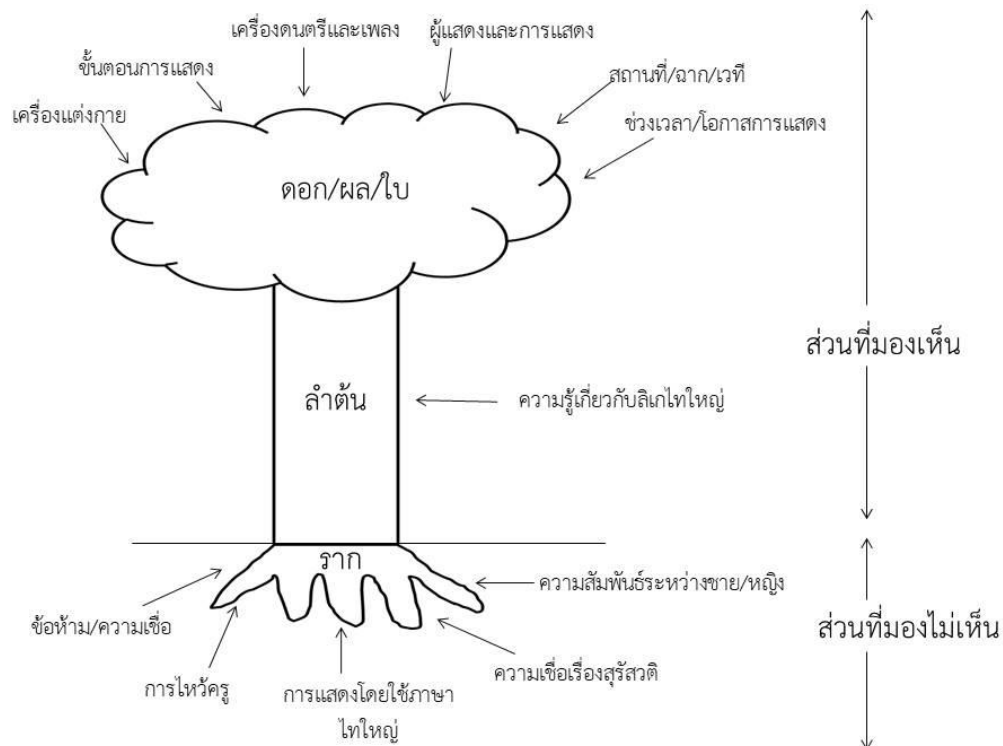 เครื่องดนตรีและเพลง
ผู้แสดงและการแสดง
ขั้นตอนการแสดง
สถานที่/ฉาก/เวที
เครื่องแต่งกาย
ช่วงเวลา/โอกาสการแสดง
ดอก/ผล/ใบ
ส่วนที่มองเห็น
ลำต้น
ความรู้เกี่ยวกับลิเกไทใหญ่
ราก
ความสัมพันธ์ระหว่างชาย/หญิง
ข้อห้าม/ความเชื่อ
ส่วนที่มองไม่เห็น
ความเชื่อเรื่องสุรัสวติ
การไหว้ครู
การแสดงโดยใช้ภาษา
ไทใหญ่